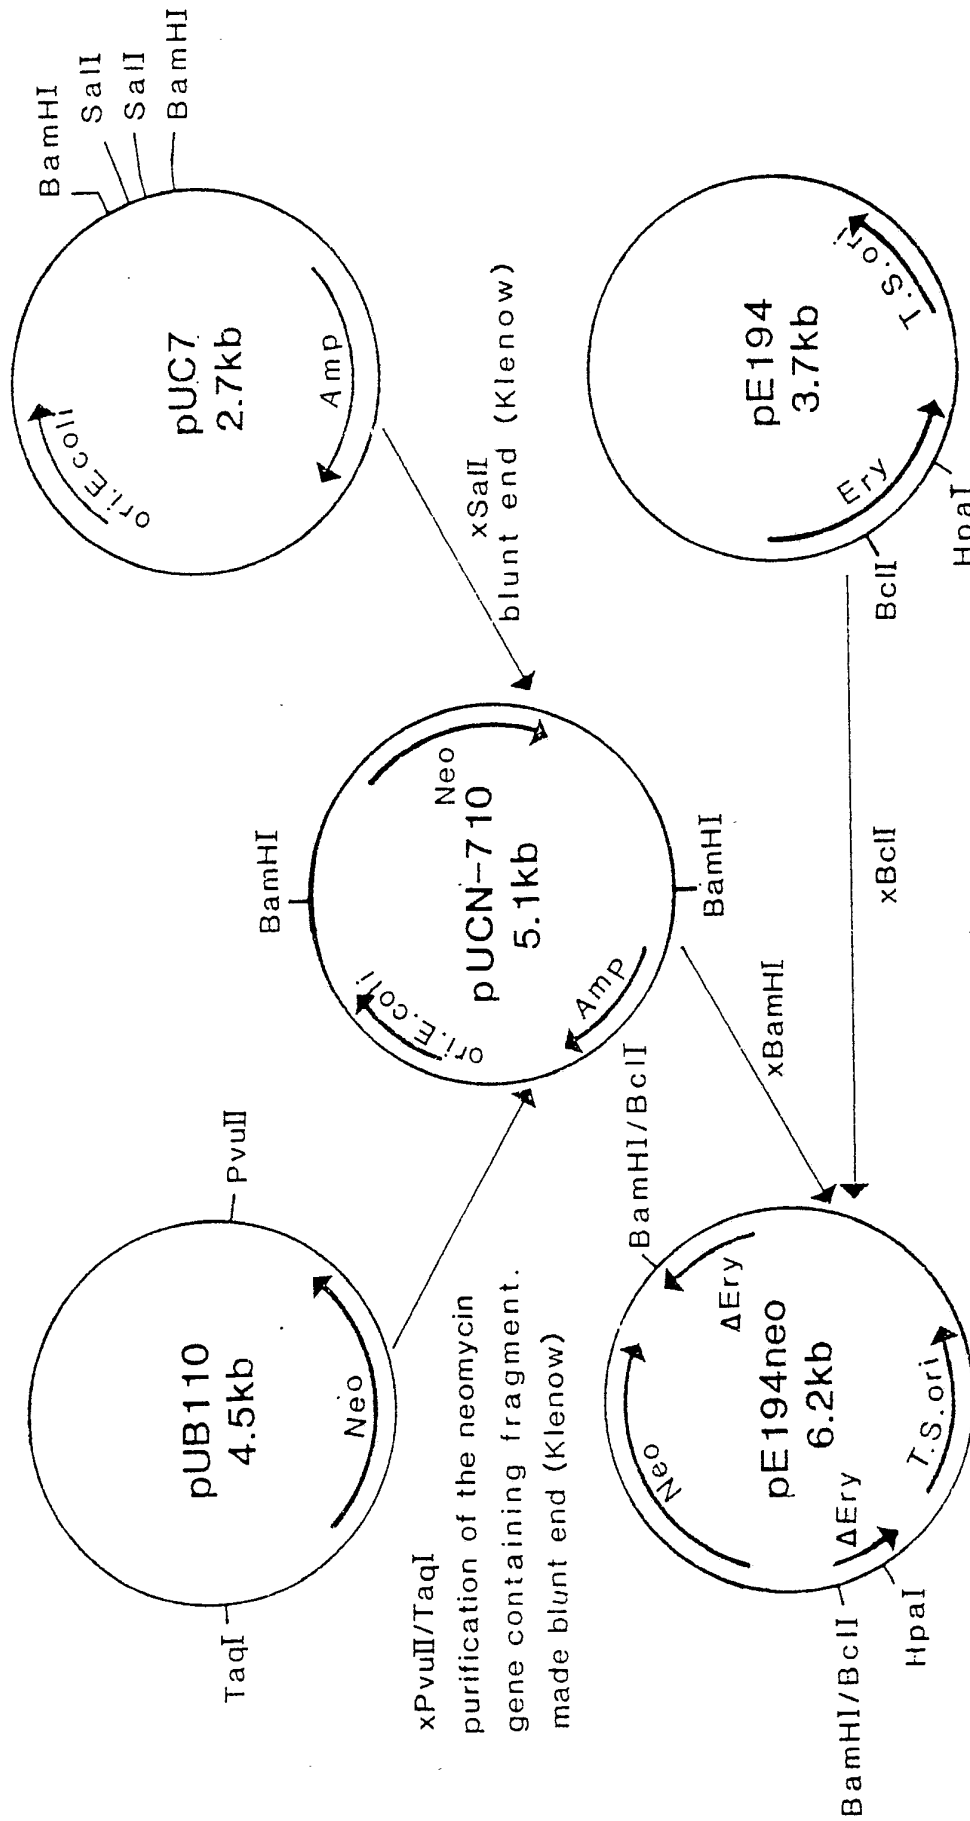 TaqI
PvuII
pUB110
4.5kb
Neo
xPvuII/TaqI
purification of the neomycin
gene containing fragment.
made blunt end (Klenow)
BamHI
Neo
pUCN-710
5.1kb
ori.E.coli
Amp
BamHI
BamHI
SalI
SalI
BamHI
ori.E.coli
pUC7
2.7kb
Amp
xSalI
blunt end (Klenow)
BamHI/BclI
ΔEry
Neo
pE194neo
6.2kb
ΔEry
T.S.ori
BamHI/BclI
HpaI
xBamHI
xBclI
pE194
3.7kb
Ery
T.S.ori
BclI
HpaI